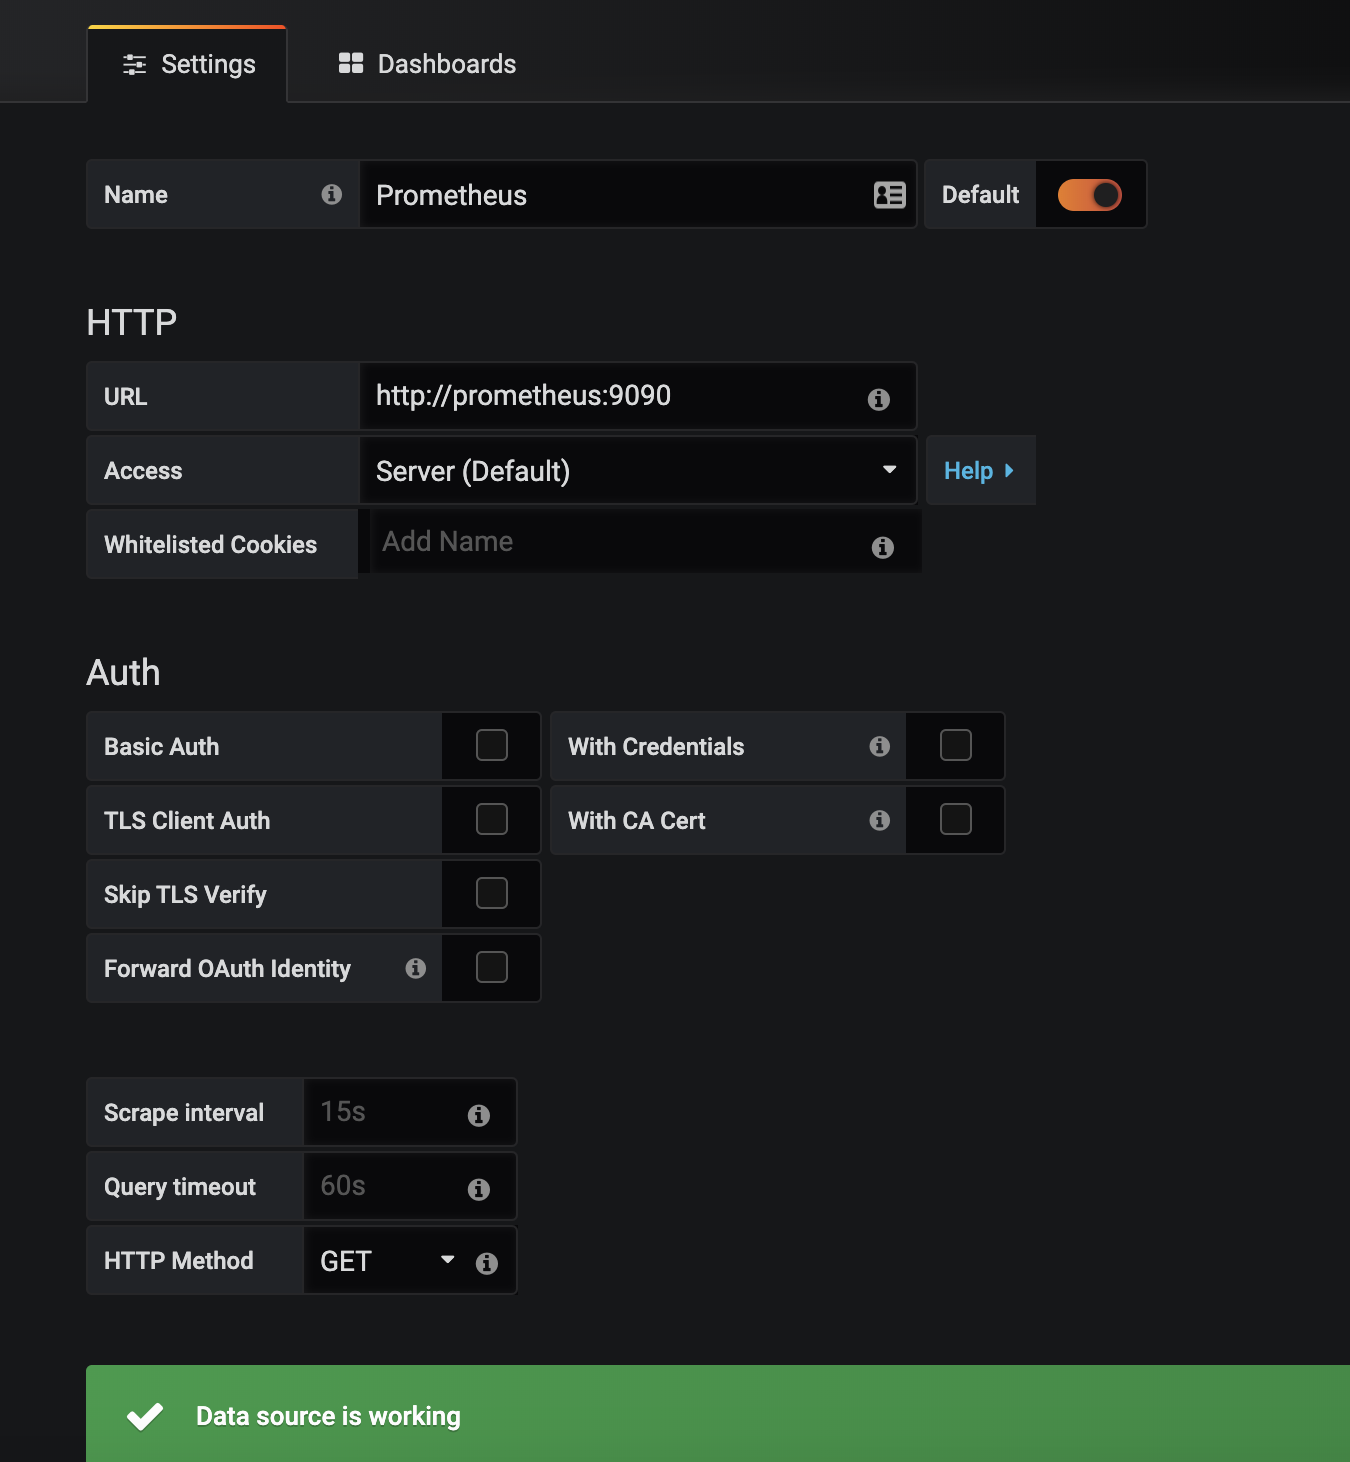 Settings Dashboards
Name Prometheus Default
HTTP
URL http://prometheus:9090
Access Server (Default) Help
Whitelisted Cookies Add Name
Auth
Basic Auth With Credentials
TLS Client Auth With CA Cert
Skip TLS Verify
Forward OAuth Identity
Scrape interval 15s
Query timeout 60s
HTTP Method GET
Data source is working